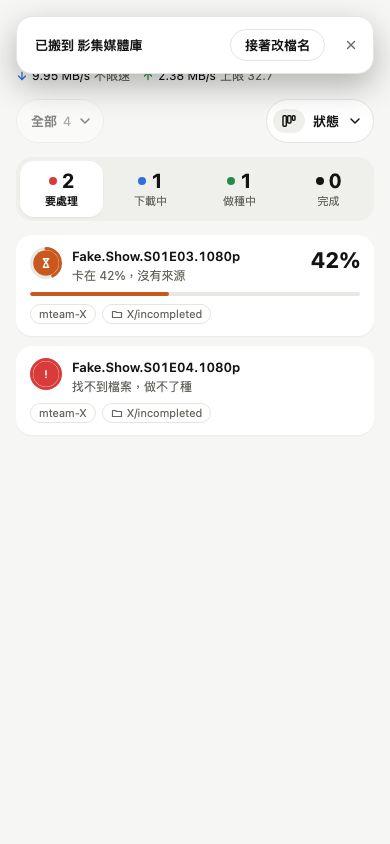 已搬到 影集媒體庫
接著改檔名
9.95 MB/s 不限速 2.38 MB/s 上限 32.7
全部 4
狀態
2 1 1 0
要處理 下載中 做種中 完成
Fake.Show.S01E03.1080p 42%
卡在 42%，沒有來源
mteam-X X/incompleted
Fake.Show.S01E04.1080p
找不到檔案，做不了種
mteam-X X/incompleted